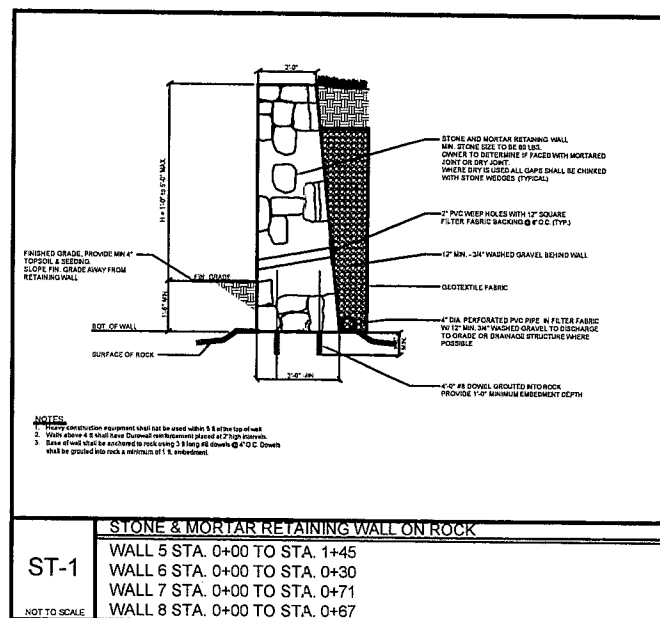 2'-0"
STONE AND MORTAR RETAINING WALL
MIN. STONE SIZE TO BE 80 LBS.
OWNER TO DETERMINE IF FACED WITH MORTARED
JOINT OR DRY JOINT.
WHERE DRY IS USED ALL GAPS SHALL BE CHINKED
WITH STONE WEDGES (TYPICAL)
H = 1'-0" to 5'-0" MAX.
2" PVC WEEP HOLES WITH 12" SQUARE
FILTER FABRIC BACKING @ 6' O.C. (TYP.)
12" MIN. - 3/4" WASHED GRAVEL BEHIND WALL
FINISHED GRADE, PROVIDE MIN 4"
TOPSOIL & SEEDING.
SLOPE FIN. GRADE AWAY FROM
RETAINING WALL
FIN. GRADE
GEOTEXTILE FABRIC
MIN.
BOT. OF WALL
4" DIA. PERFORATED PVC PIPE IN FILTER FABRIC
W/ 12" MIN. 3/4" WASHED GRAVEL TO DISCHARGE
TO GRADE OR DRAINAGE STRUCTURE WHERE
POSSIBLE
SURFACE OF ROCK
MIN.
MIN
4'-0" #8 DOWEL GROUTED INTO ROCK
PROVIDE 1'-0" MINIMUM EMBEDMENT DEPTH
NOTES
1. Heavy construction equipment shall not be used within 5 ft of the top of wall
2. Walls above 4 ft shall have Durowall reinforcement placed at 2' high intervals.
3. Base of wall shall be anchored to rock using 3 ft long #8 dowels @ 4' O.C. Dowels
shall be grouted into rock a minimum of 1 ft. embedment.
ST-1
NOT TO SCALE
STONE & MORTAR RETAINING WALL ON ROCK
WALL 5 STA. 0+00 TO STA. 1+45
WALL 6 STA. 0+00 TO STA. 0+30
WALL 7 STA. 0+00 TO STA. 0+71
WALL 8 STA. 0+00 TO STA. 0+67